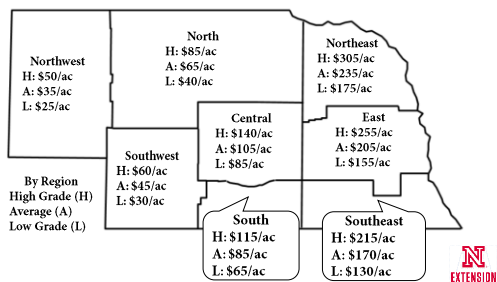 Northwest
H: $50/ac
A: $35/ac
L: $25/ac
North
H: $85/ac
A: $65/ac
L: $40/ac
Northeast
H: $305/ac
A: $235/ac
L: $175/ac
Central
H: $140/ac
A: $105/ac
L: $85/ac
East
H: $255/ac
A: $205/ac
L: $155/ac
Southwest
H: $60/ac
A: $45/ac
L: $30/ac
By Region
High Grade (H)
Average (A)
Low Grade (L)
South
H: $115/ac
A: $85/ac
L: $65/ac
Southeast
H: $215/ac
A: $170/ac
L: $130/ac
N
EXTENSION